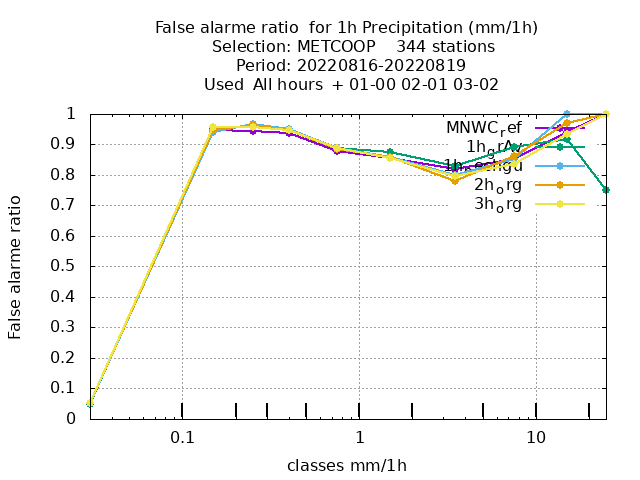 False alarme ratio  for 1h Precipitation (mm/1h)
Selection: METCOOP    344 stations
Period: 20220816-20220819
Used  All hours  + 01-00 02-01 03-02
MNWC_ref
2h_org
3h_org
1
0.9
0.8
0.7
0.6
0.5
0.4
0.3
0.2
0.1
0
False alarme ratio
0.1
1
10
classes mm/1h